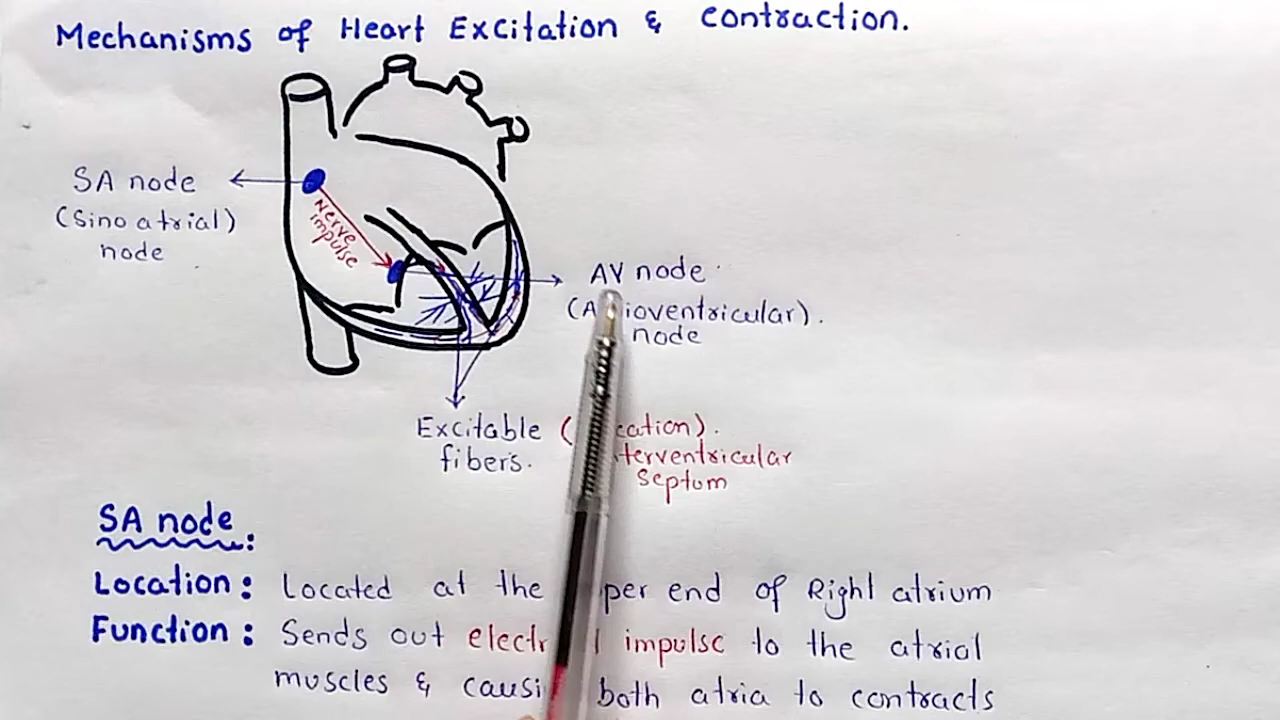 Mechanisms of Heart Excitation & contraction.
SA node
(Sino atrial)
node
Nerve
impulse
AV node
node
Excitable
fibers.
Septum
SA node :
Location : Located at the end of Right atrium
Function : Sends out impulse to the atrial
muscles & both atria to contracts